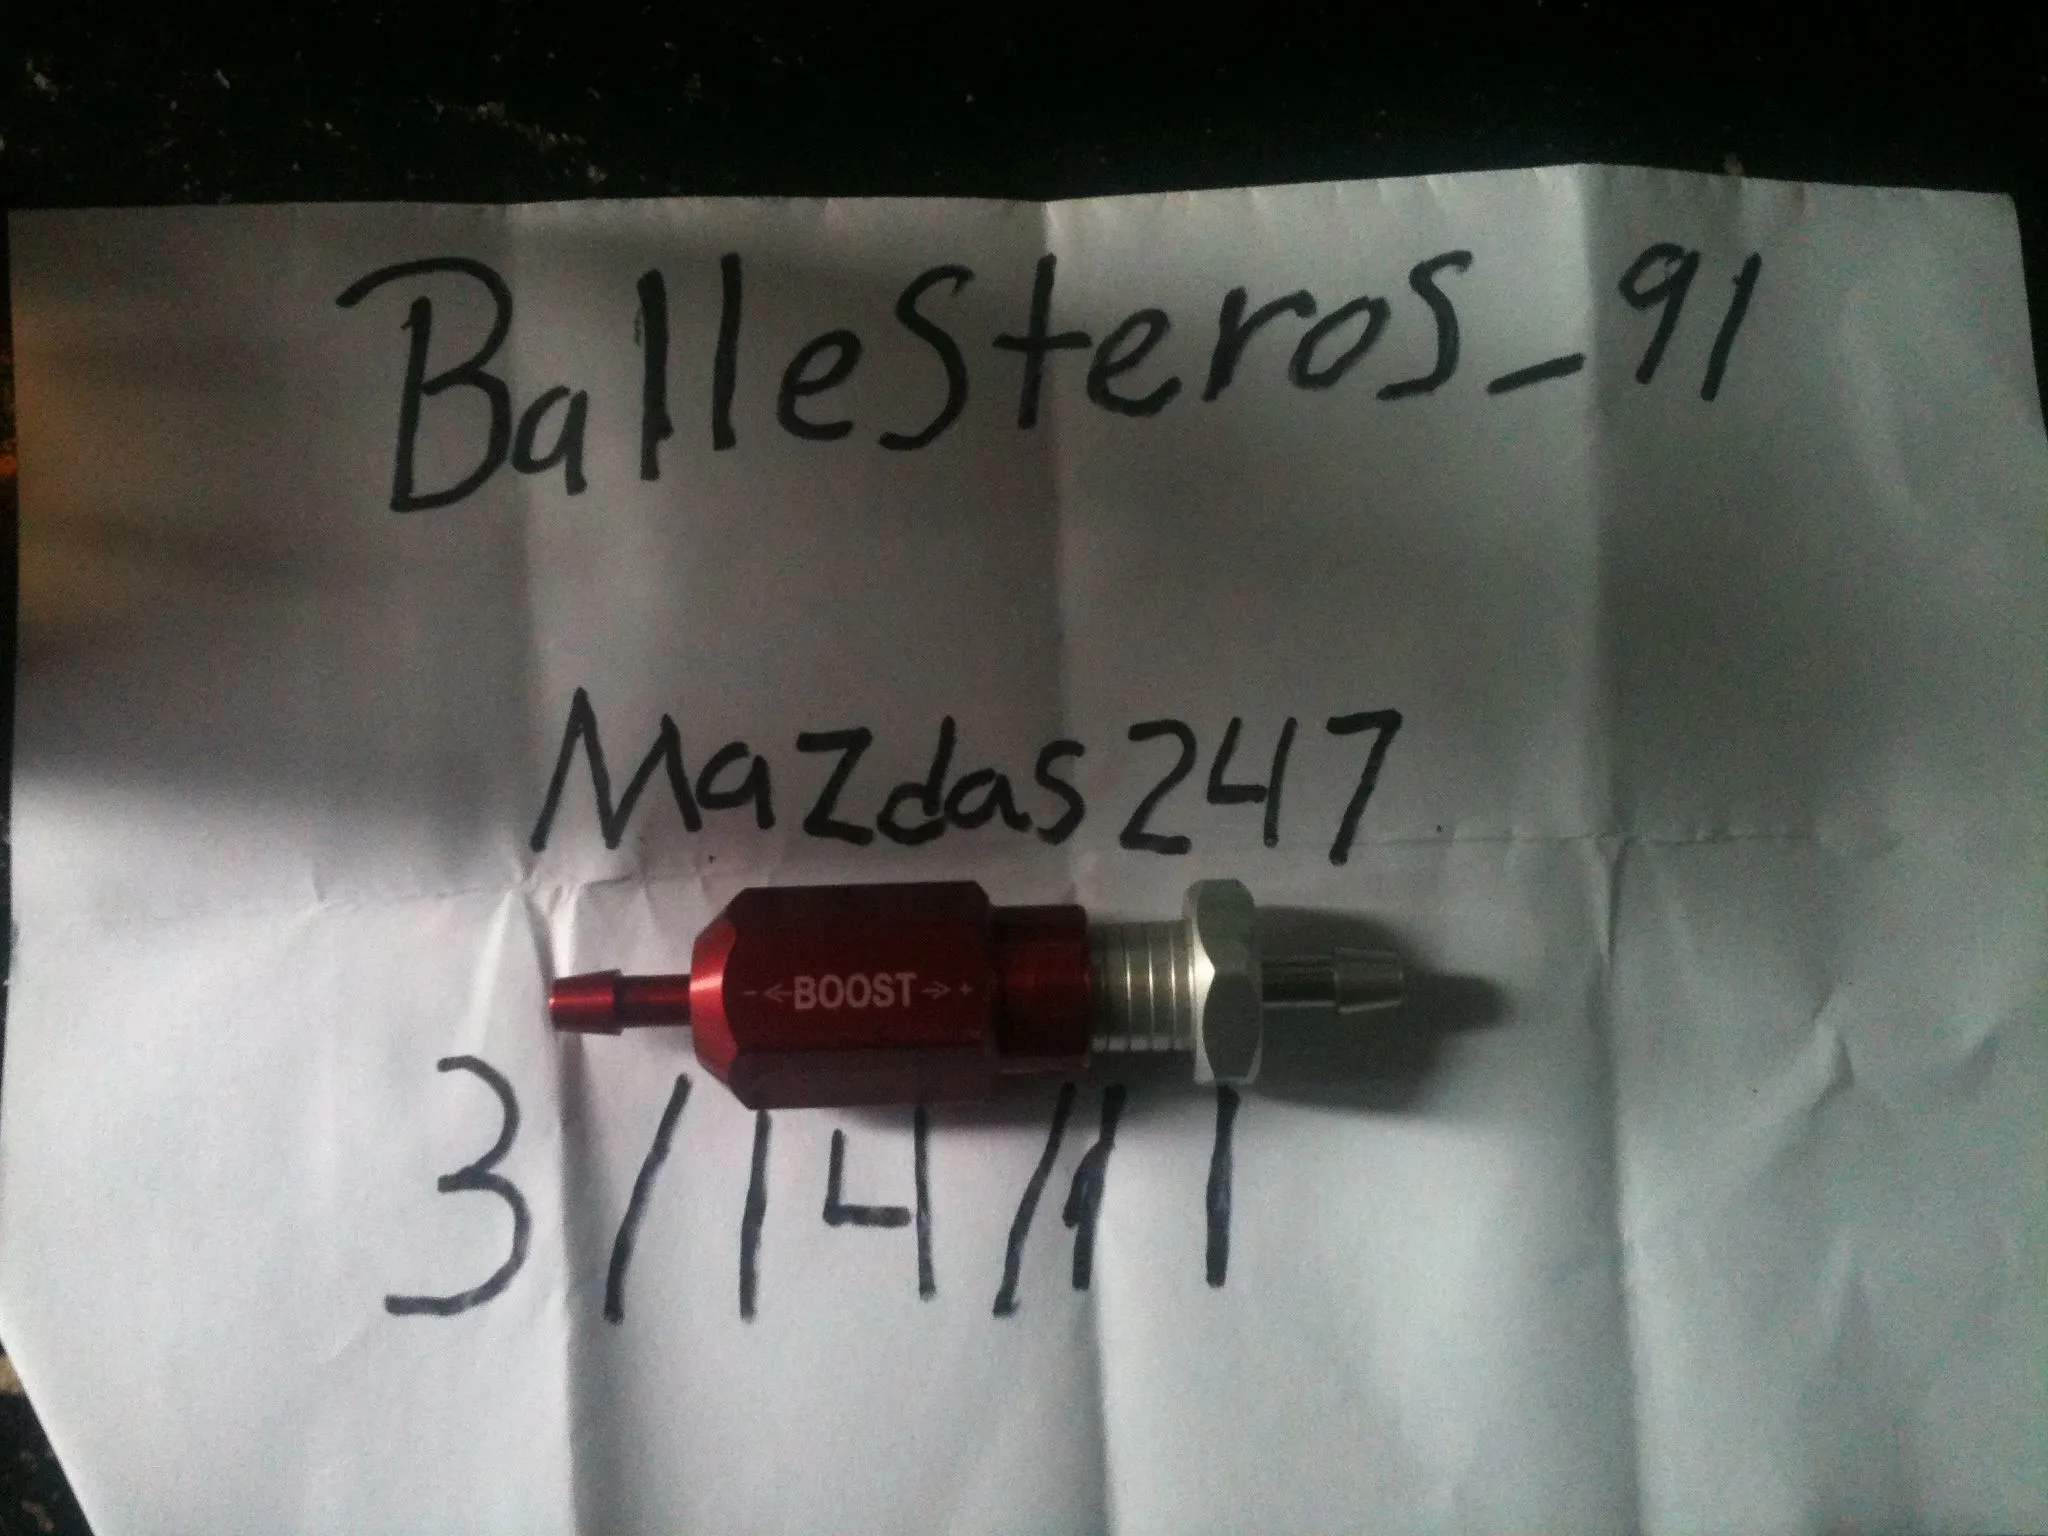 Ballesteros_91
Mazdas247
-←BOOST→+
3/14/11